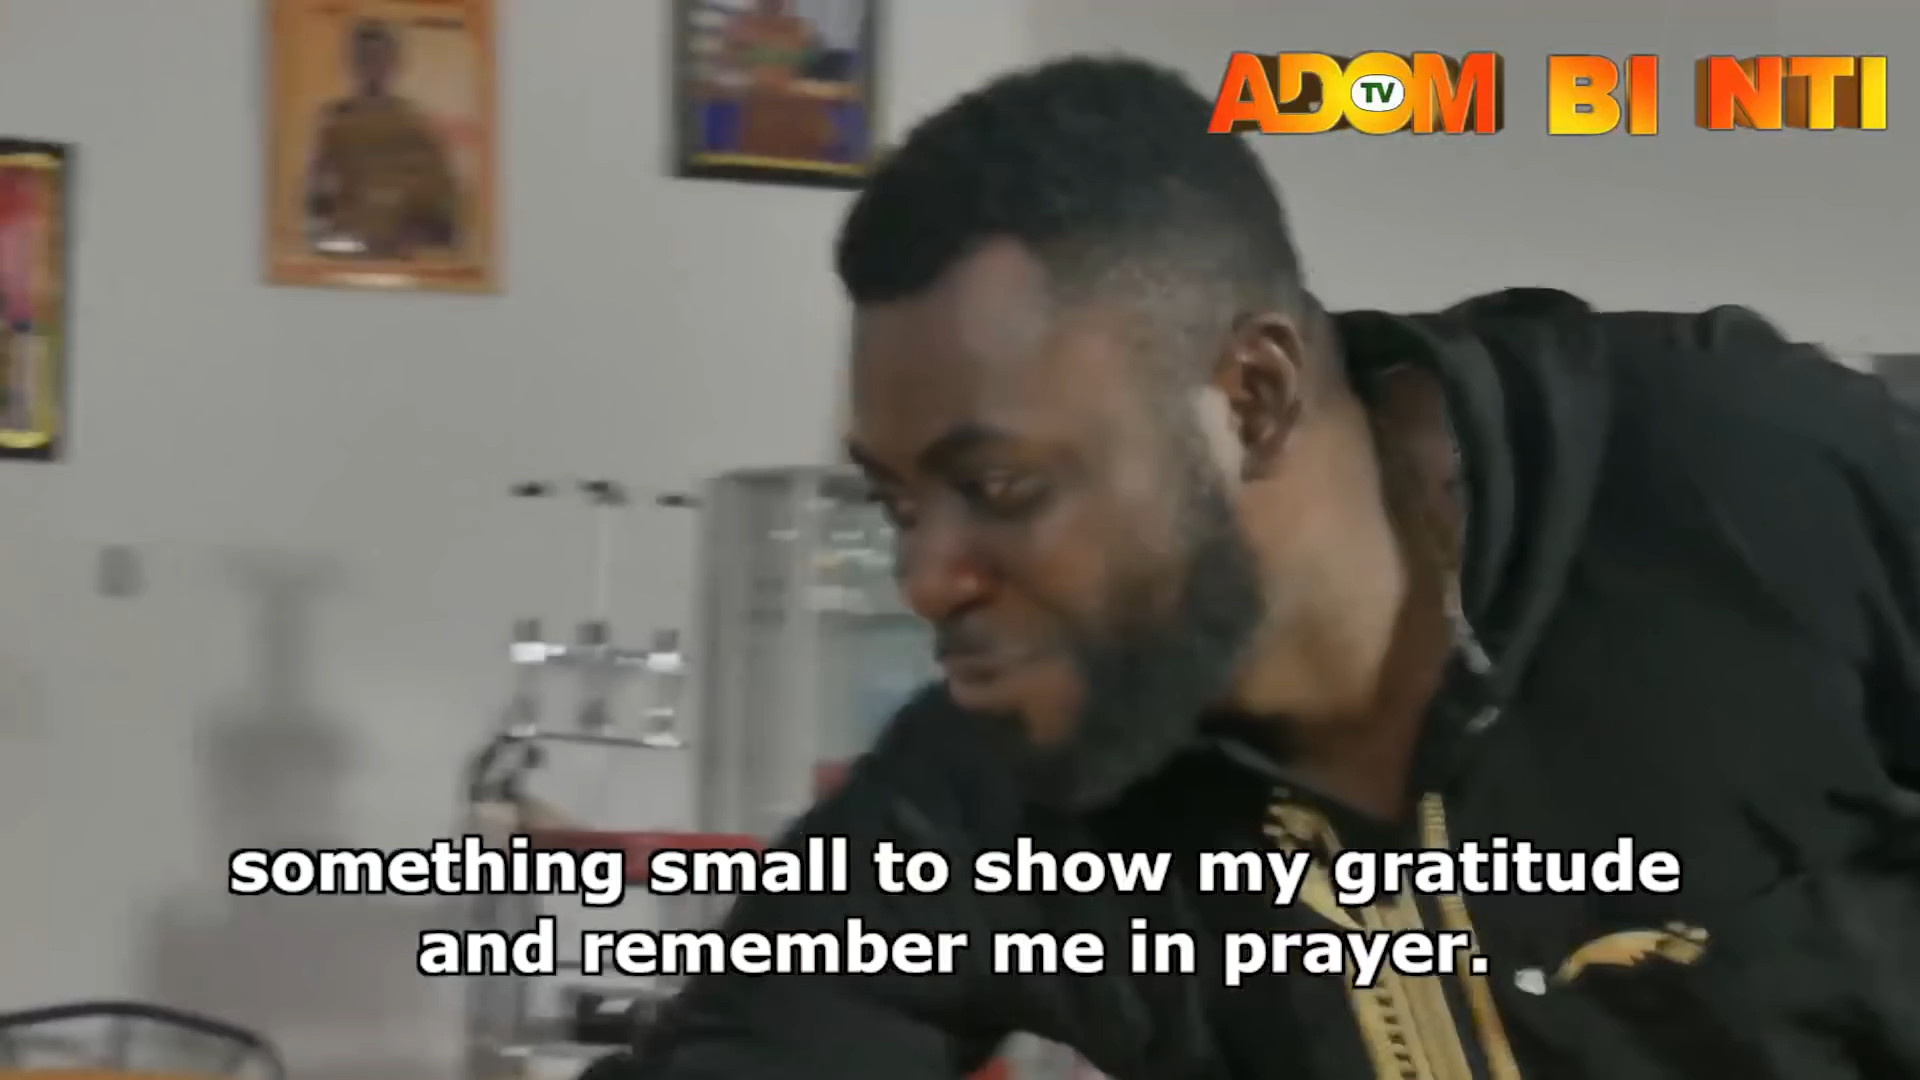 ADOM TV BI NTI
something small to show my gratitude
and remember me in prayer.